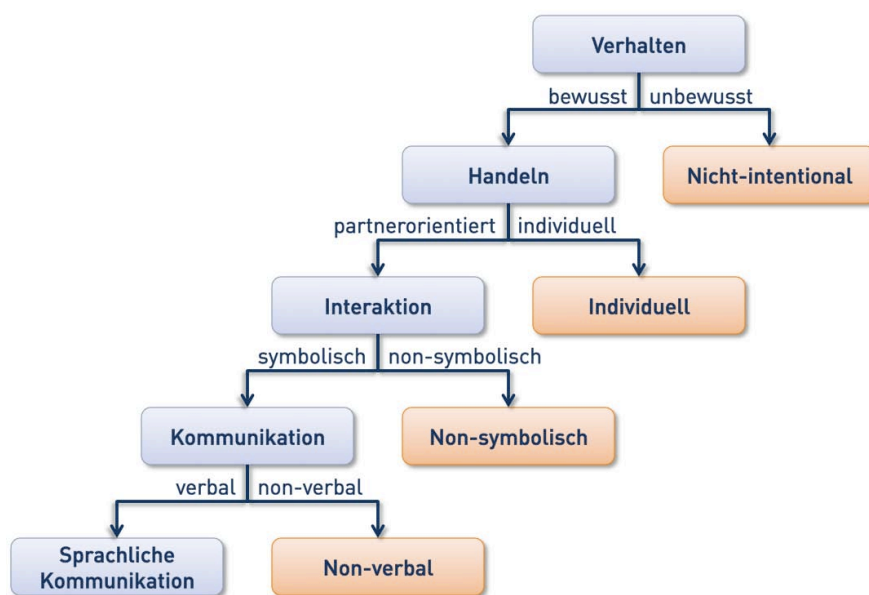 Verhalten
bewusst unbewusst
Handeln
Nicht-intentional
partnerorientiert individuell
Interaktion
Individuell
symbolisch non-symbolisch
Kommunikation
Non-symbolisch
verbal non-verbal
Sprachliche
Kommunikation
Non-verbal